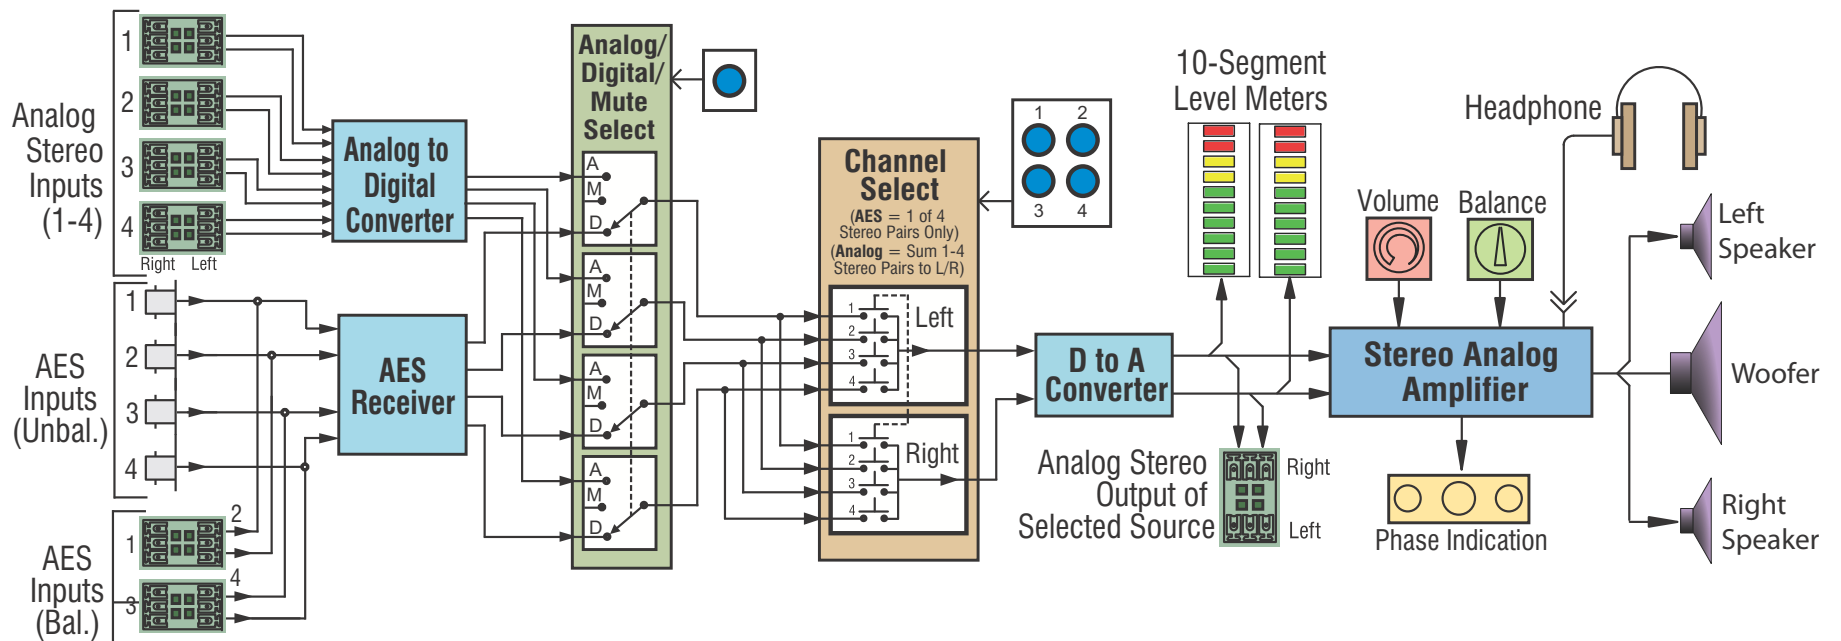 Analog
Stereo
Inputs
(1-4)
1
2
3
4
Right Left
AES
Inputs
(Unbal.)
1
2
3
4
AES
Inputs
(Bal.)
1
3
2
4
Analog to
Digital
Converter
AES
Receiver
Analog/
Digital/
Mute
Select
A
M
D
A
M
D
A
M
D
A
M
D
Channel
Select
(AES = 1 of 4
Stereo Pairs Only)
(Analog = Sum 1-4
Stereo Pairs to L/R)
1
2
3
4
Left
1
2
3
4
Right
1 2
3 4
D to A
Converter
10-Segment
Level Meters
Analog Stereo
Output of
Selected Source
Right
Left
Volume
Balance
Headphone
Stereo Analog
Amplifier
Phase Indication
Left
Speaker
Woofer
Right
Speaker